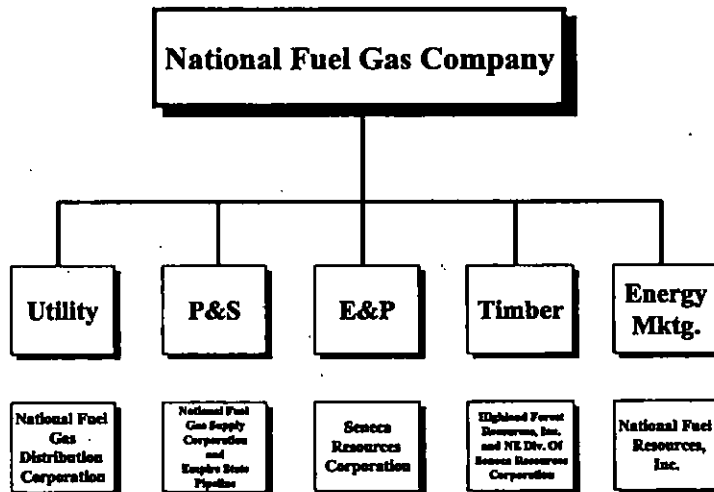 National Fuel Gas Company
Utility
P&S
E&P
Timber
Energy
Mktg.
National Fuel
Gas
Distribution
Corporation
National Fuel
Gas Supply
Corporation
and
Empire State
Pipeline
Seneca
Resources
Corporation
Highland Forest
Resources, Inc.
and NE Div. Of
Seneca Resources
Corporation
National Fuel
Resources,
Inc.